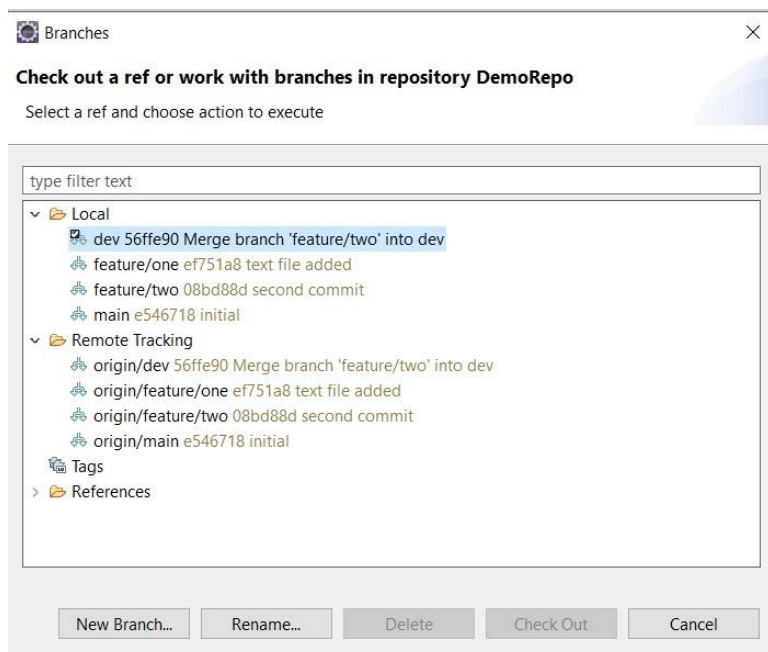 Branches
Check out a ref or work with branches in repository DemoRepo
Select a ref and choose action to execute
type filter text
Local
dev 56ffe90 Merge branch 'feature/two' into dev
feature/one ef751a8 text file added
feature/two 08bd88d second commit
main e546718 initial
Remote Tracking
origin/dev 56ffe90 Merge branch 'feature/two' into dev
origin/feature/one ef751a8 text file added
origin/feature/two 08bd88d second commit
origin/main e546718 initial
Tags
References
New Branch... Rename... Delete Check Out Cancel